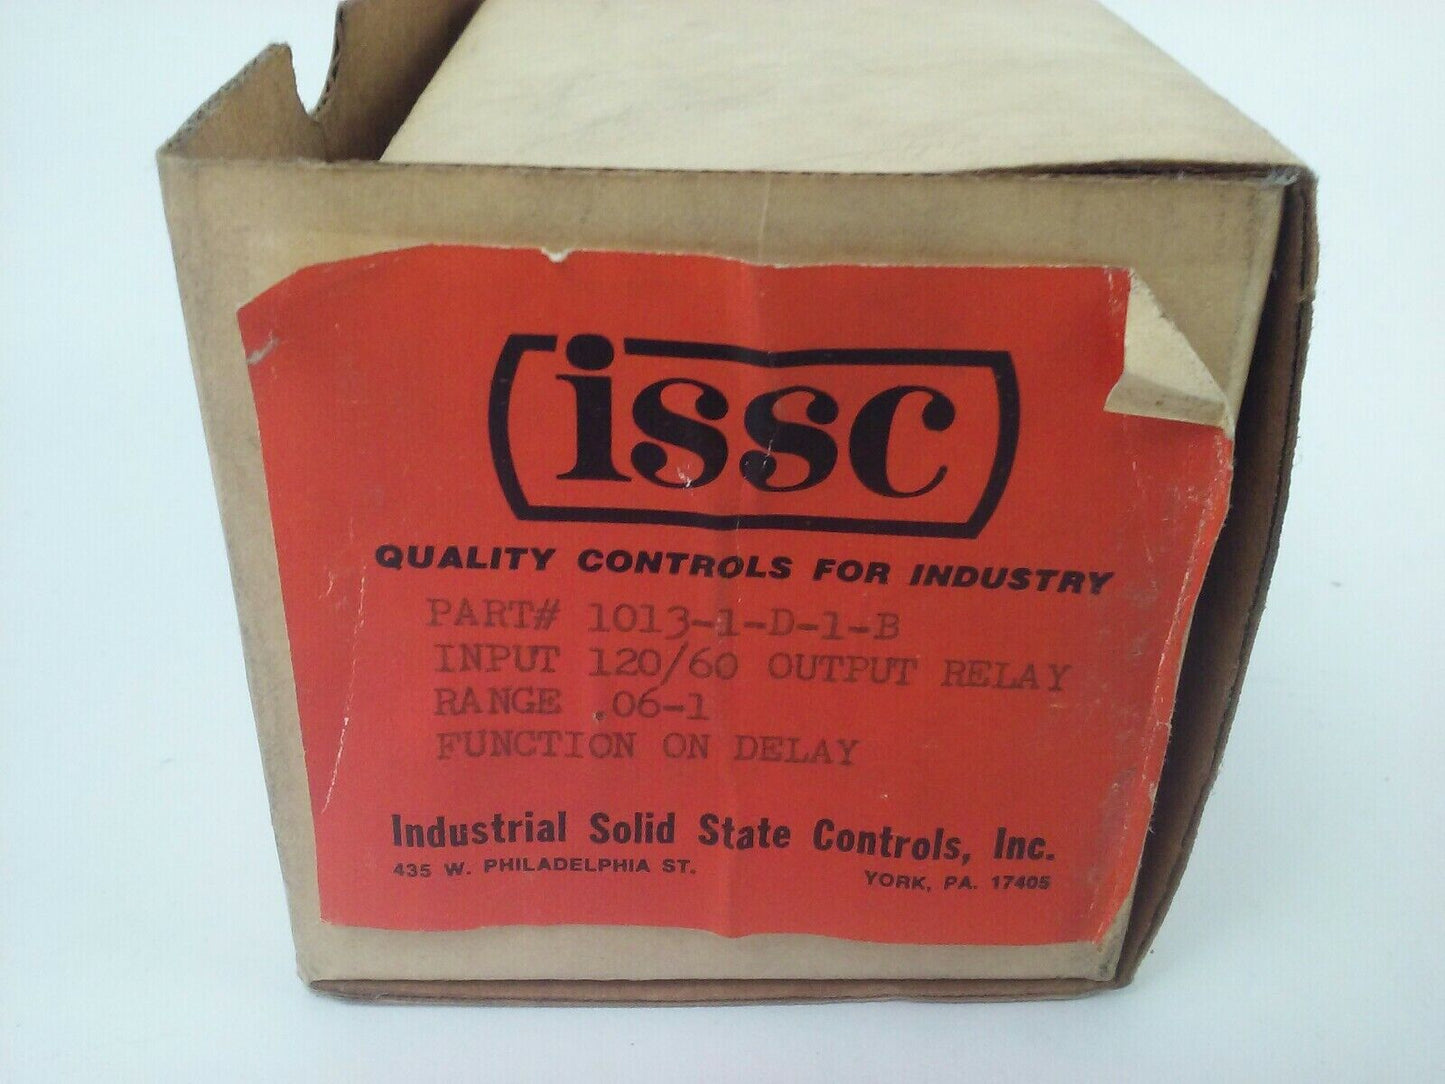 issc
QUALITY CONTROLS FOR INDUSTRY
PART# 1013-1-D-1-B
INPUT 120/60 OUTPUT RELAY
RANGE .06-1
FUNCTION ON DELAY
Industrial Solid State Controls, Inc.
435 W. PHILADELPHIA ST. YORK, PA. 17405